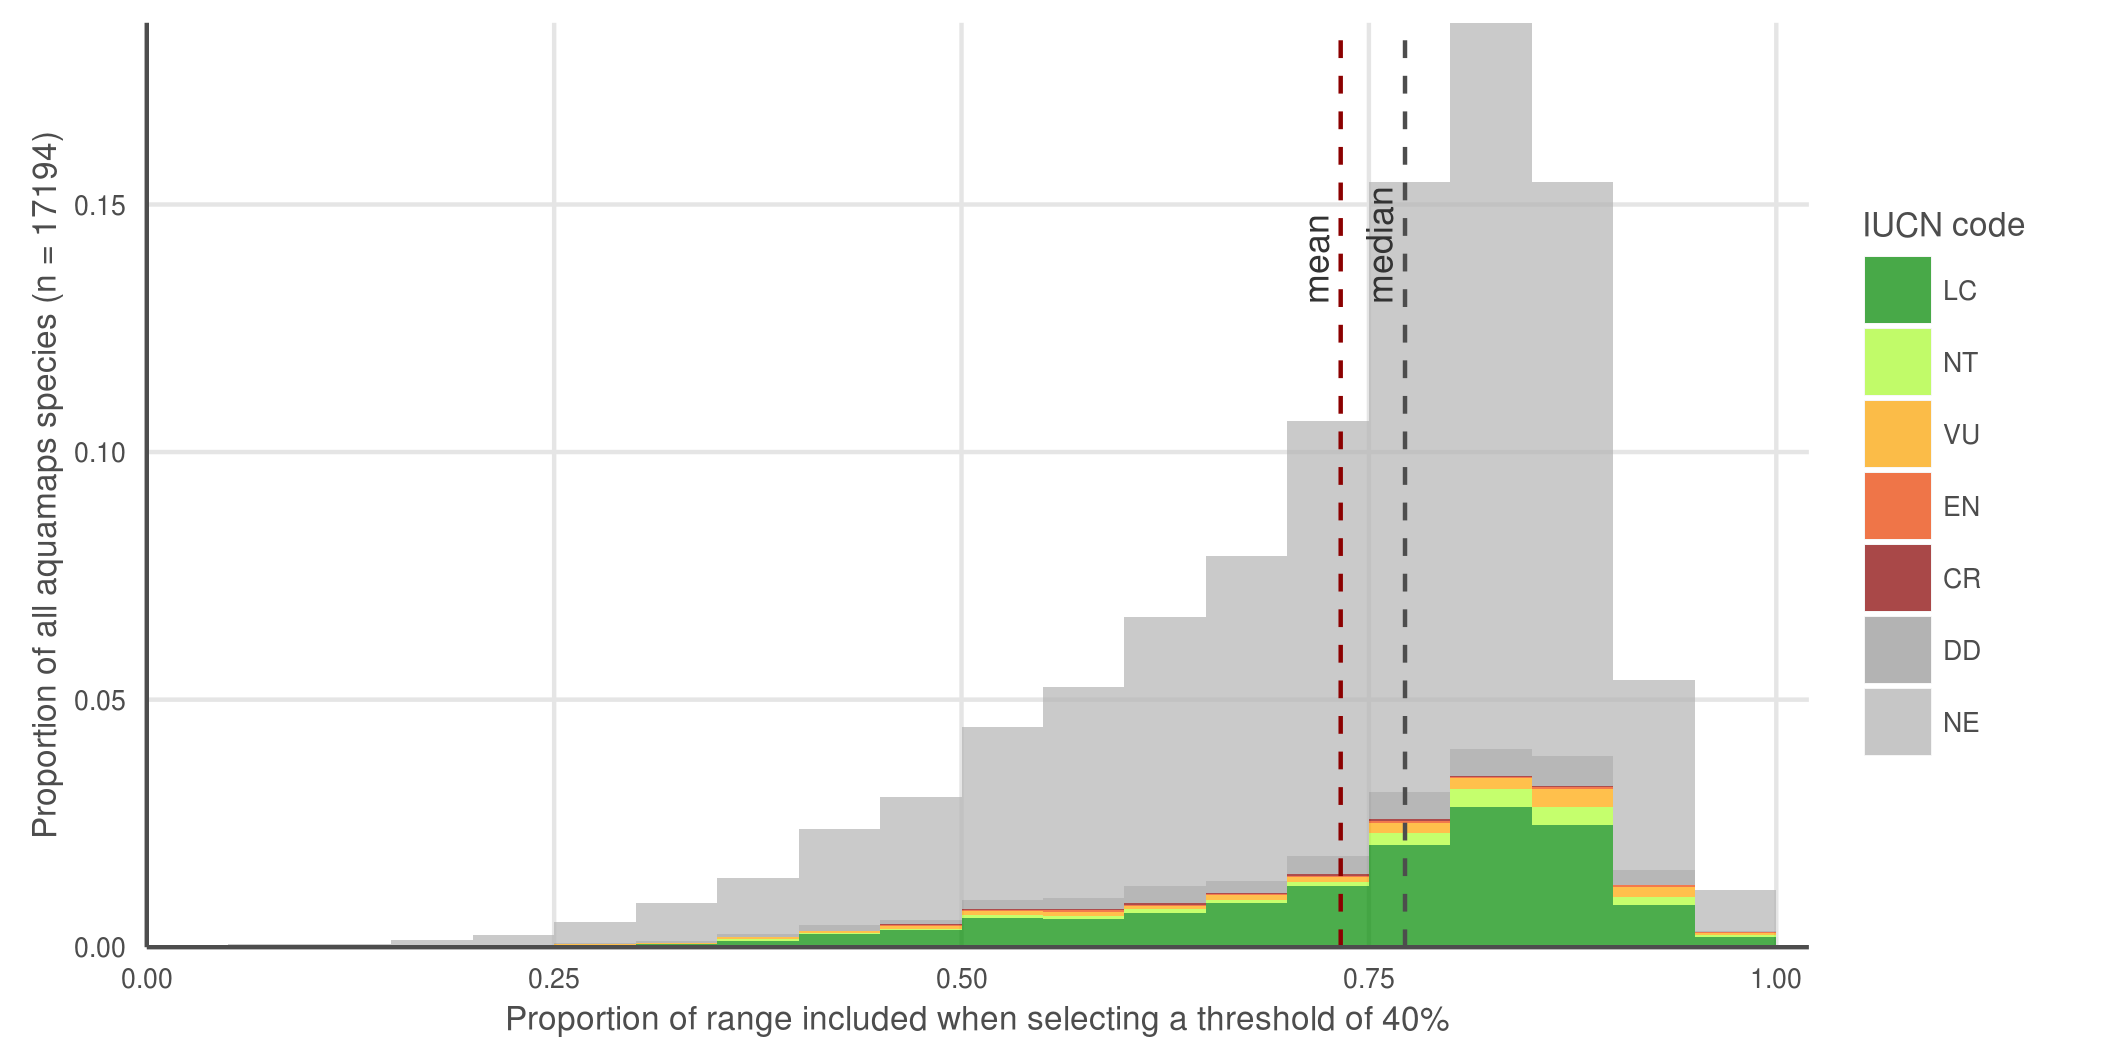 Proportion of all aquamaps species (n = 17194)
0.15
0.10
0.05
0.00
mean
median
0.00
0.25
0.50
0.75
1.00
Proportion of range included when selecting a threshold of 40%
IUCN code
LC
NT
VU
EN
CR
DD
NE